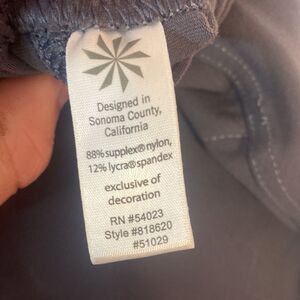 Designed in
Sonoma County,
California
88% supplex® nylon,
12% lycra® spandex
exclusive of
decoration
RN #54023
Style #818620
#51029